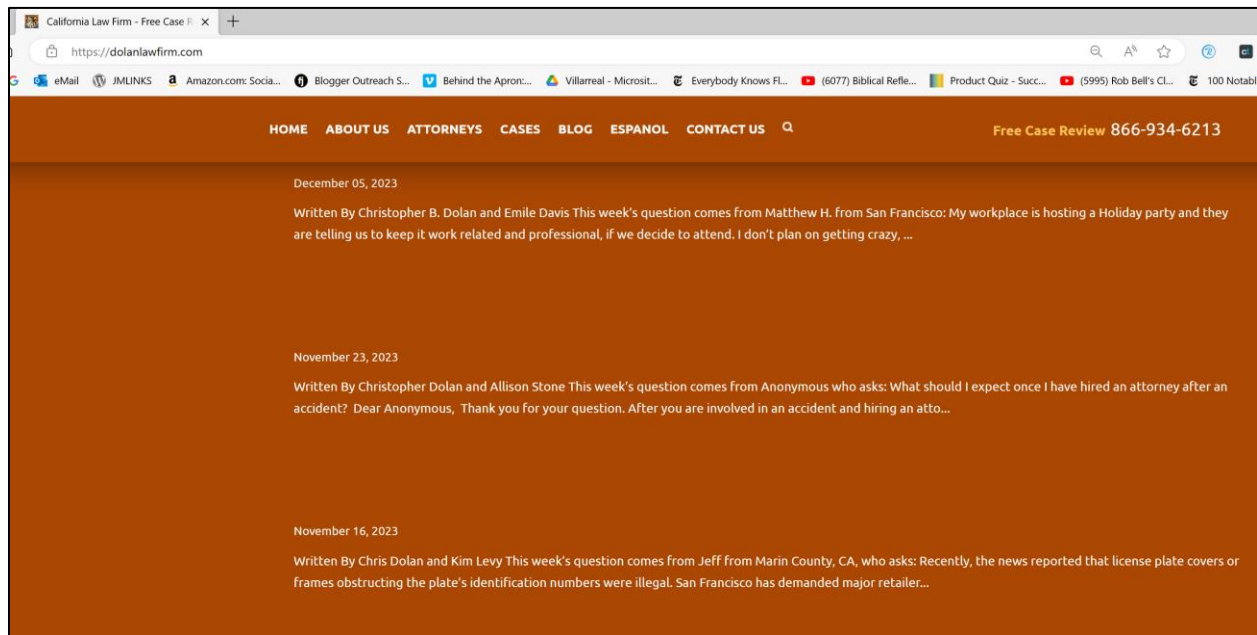 California Law Firm - Free Case R
https://dolanlawfirm.com
eMail JMLINKS Amazon.com: Socia... Blogger Outreach S... Behind the Apron:... Villarreal - Microsit... Everybody Knows Fl... (6077) Biblical Refle... Product Quiz - Succ... (5995) Rob Bell's Cl... 100 Notabl
HOME ABOUT US ATTORNEYS CASES BLOG ESPANOL CONTACT US Free Case Review 866-934-6213
December 05, 2023
Written By Christopher B. Dolan and Emile Davis This week's question comes from Matthew H. from San Francisco: My workplace is hosting a Holiday party and they
are telling us to keep it work related and professional, if we decide to attend. I don't plan on getting crazy, ...
November 23, 2023
Written By Christopher Dolan and Allison Stone This week's question comes from Anonymous who asks: What should I expect once I have hired an attorney after an
accident? Dear Anonymous, Thank you for your question. After you are involved in an accident and hiring an atto...
November 16, 2023
Written By Chris Dolan and Kim Levy This week's question comes from Jeff from Marin County, CA, who asks: Recently, the news reported that license plate covers or
frames obstructing the plate's identification numbers were illegal. San Francisco has demanded major retailer...